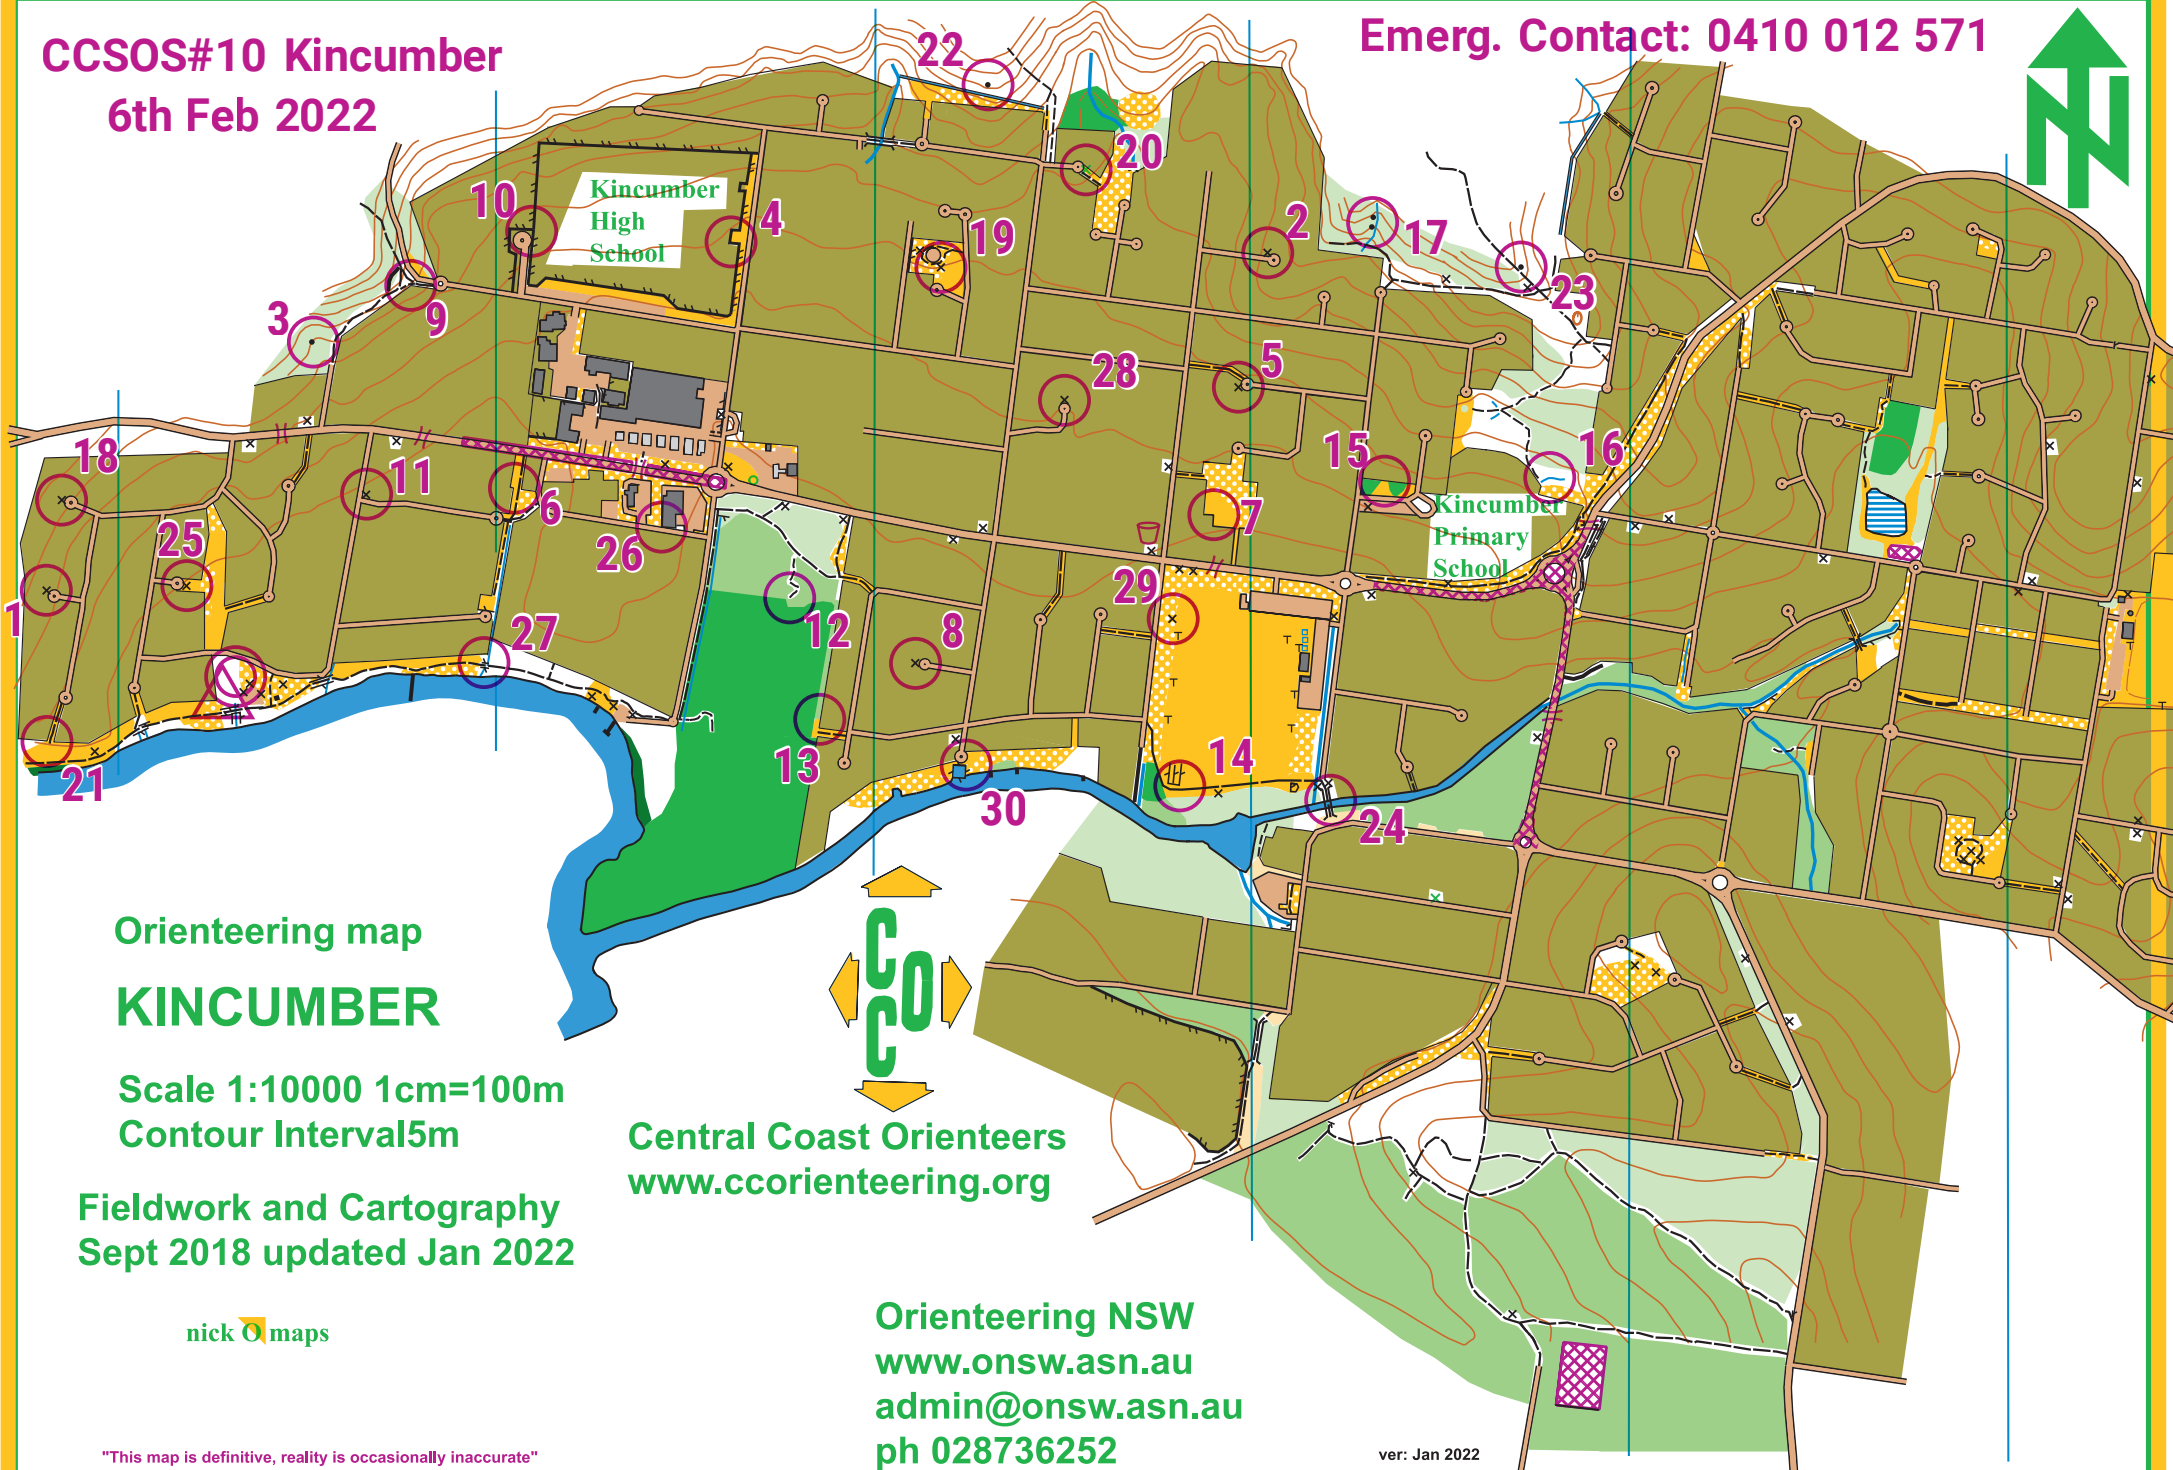 CCSOS#10 Kincumber
6th Feb 2022
Emerg. Contact: 0410 012 571
N
22
20
10
Kincumber
High
School
4
19
2
17
23
9
3
28
5
18
11
6
15
16
Kincumber
Primary
School
7
25
26
29
1
27
12
8
13
14
21
30
24
Orienteering map
KINCUMBER
Scale 1:10000 1cm=100m
Contour Interval5m
Fieldwork and Cartography
Sept 2018 updated Jan 2022
nick O maps
"This map is definitive, reality is occasionally inaccurate"
C
O
C
Central Coast Orienteers
www.ccorienteering.org
Orienteering NSW
www.onsw.asn.au
admin@onsw.asn.au
ph 028736252
ver: Jan 2022